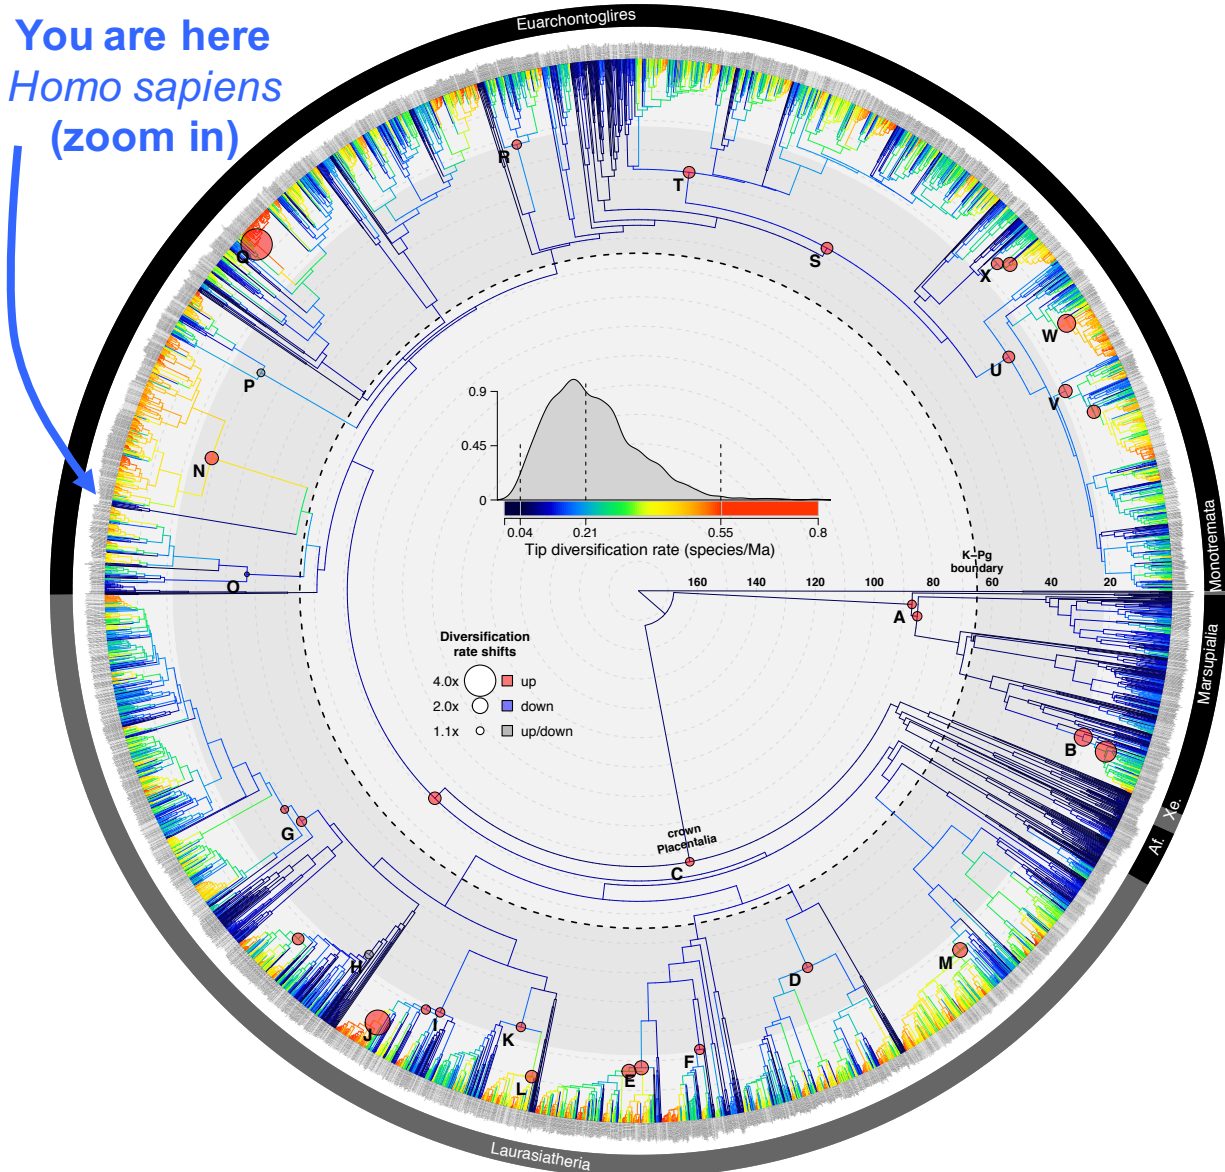 You are here
Homo sapiens
(zoom in)
Euarchontoglires
R
T
S
Q
X
W
U
V
P
N
O
0.9
0.45
0
0.04
0.21
0.55
0.8
Tip diversification rate (species/Ma)
K–Pg
boundary
160
140
120
100
80
60
40
20
Monotremata
Marsupialia
Xe.
Af.
A
B
Diversification
rate shifts
4.0x
up
2.0x
down
1.1x
up/down
crown
Placentalia
C
G
H
I
J
K
L
E
F
D
M
Laurasiatheria